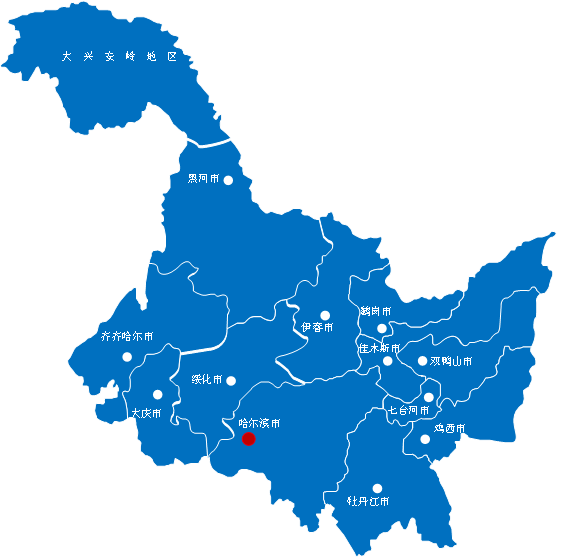 大兴安岭地区
黑河市
鹤岗市
伊春市
齐齐哈尔市
佳木斯市
双鸭山市
绥化市
大庆市
七台河市
哈尔滨市
鸡西市
牡丹江市